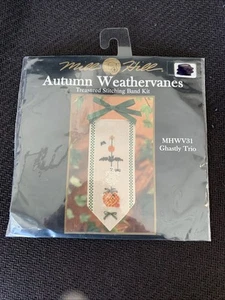 Mill Hill
Autumn Weathervanes
Treasured Stitching Band Kit
MHWV31
Ghastly Trio